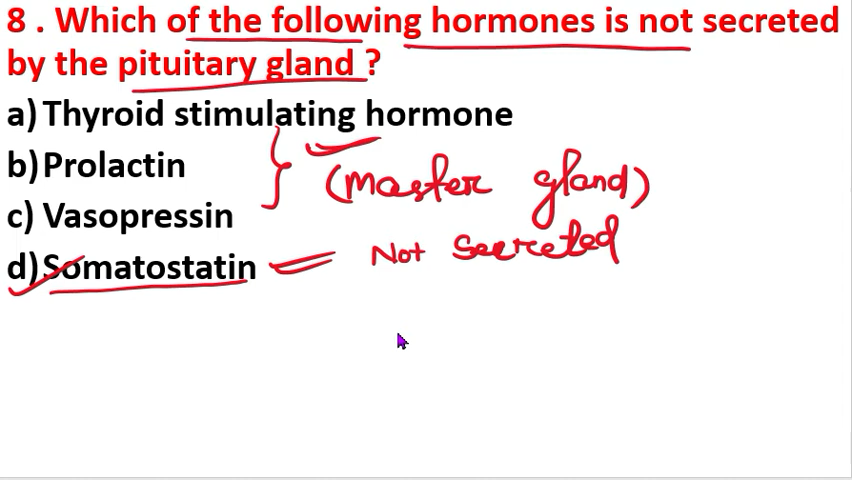 8 . Which of the following hormones is not secreted
by the pituitary gland ?
a) Thyroid stimulating hormone
b) Prolactin
(master gland)
c) Vasopressin
d) Somatostatin
Not secreted